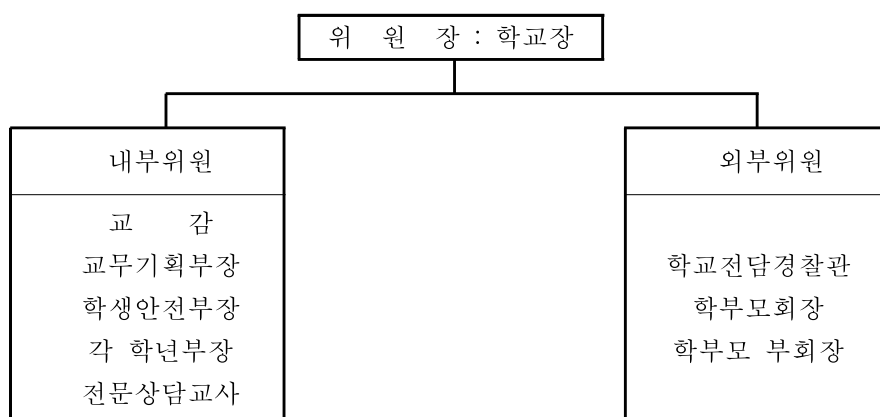 위 원 장 : 학교장
내부위원
교 감
교무기획부장
학생안전부장
각 학년부장
전문상담교사
외부위원
학교전담경찰관
학부모회장
학부모 부회장